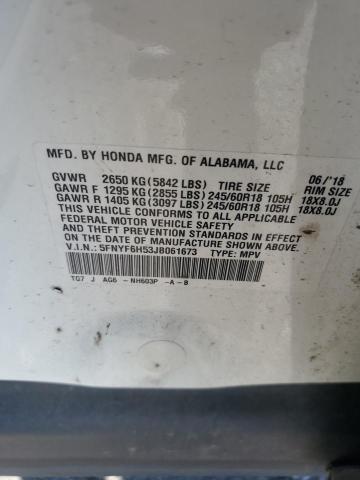 MFD. BY HONDA MFG. OF ALABAMA, LLC
GVWR 2650 KG (5842 LBS) TIRE SIZE 06/'18 RIM SIZE
GAWR F 1295 KG (2855 LBS) 245/60R18 105H 18X8.0J
GAWR R 1405 KG (3097 LBS) 245/60R18 105H 18X8.0J
THIS VEHICLE CONFORMS TO ALL APPLICABLE
FEDERAL MOTOR VEHICLE SAFETY, BUMPER,
AND THEFT PREVENTION STANDARDS IN EFFECT
ON THE DATE OF MANUFACTURE SHOWN ABOVE.
V.I.N.: 5FNYF6H53JB061673 TYPE: MPV
TG7 J AG6 - NH603P -A-B